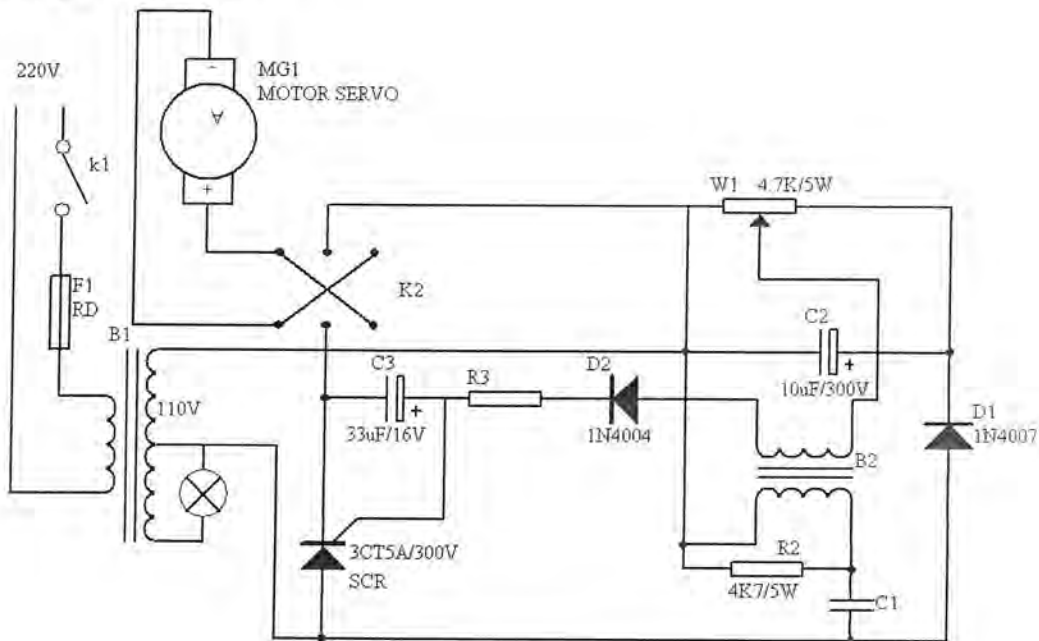 220V
MG1
MOTOR SERVO
-
A
+
k1
W1 4.7K/5W
F1
RD
K2
B1
C2
+
110V
C3
R3
D2
10uF/300V
+
33uF/16V
1N4004
D1
1N4007
B2
3CT5A/300V
SCR
R2
4K7/5W
C1